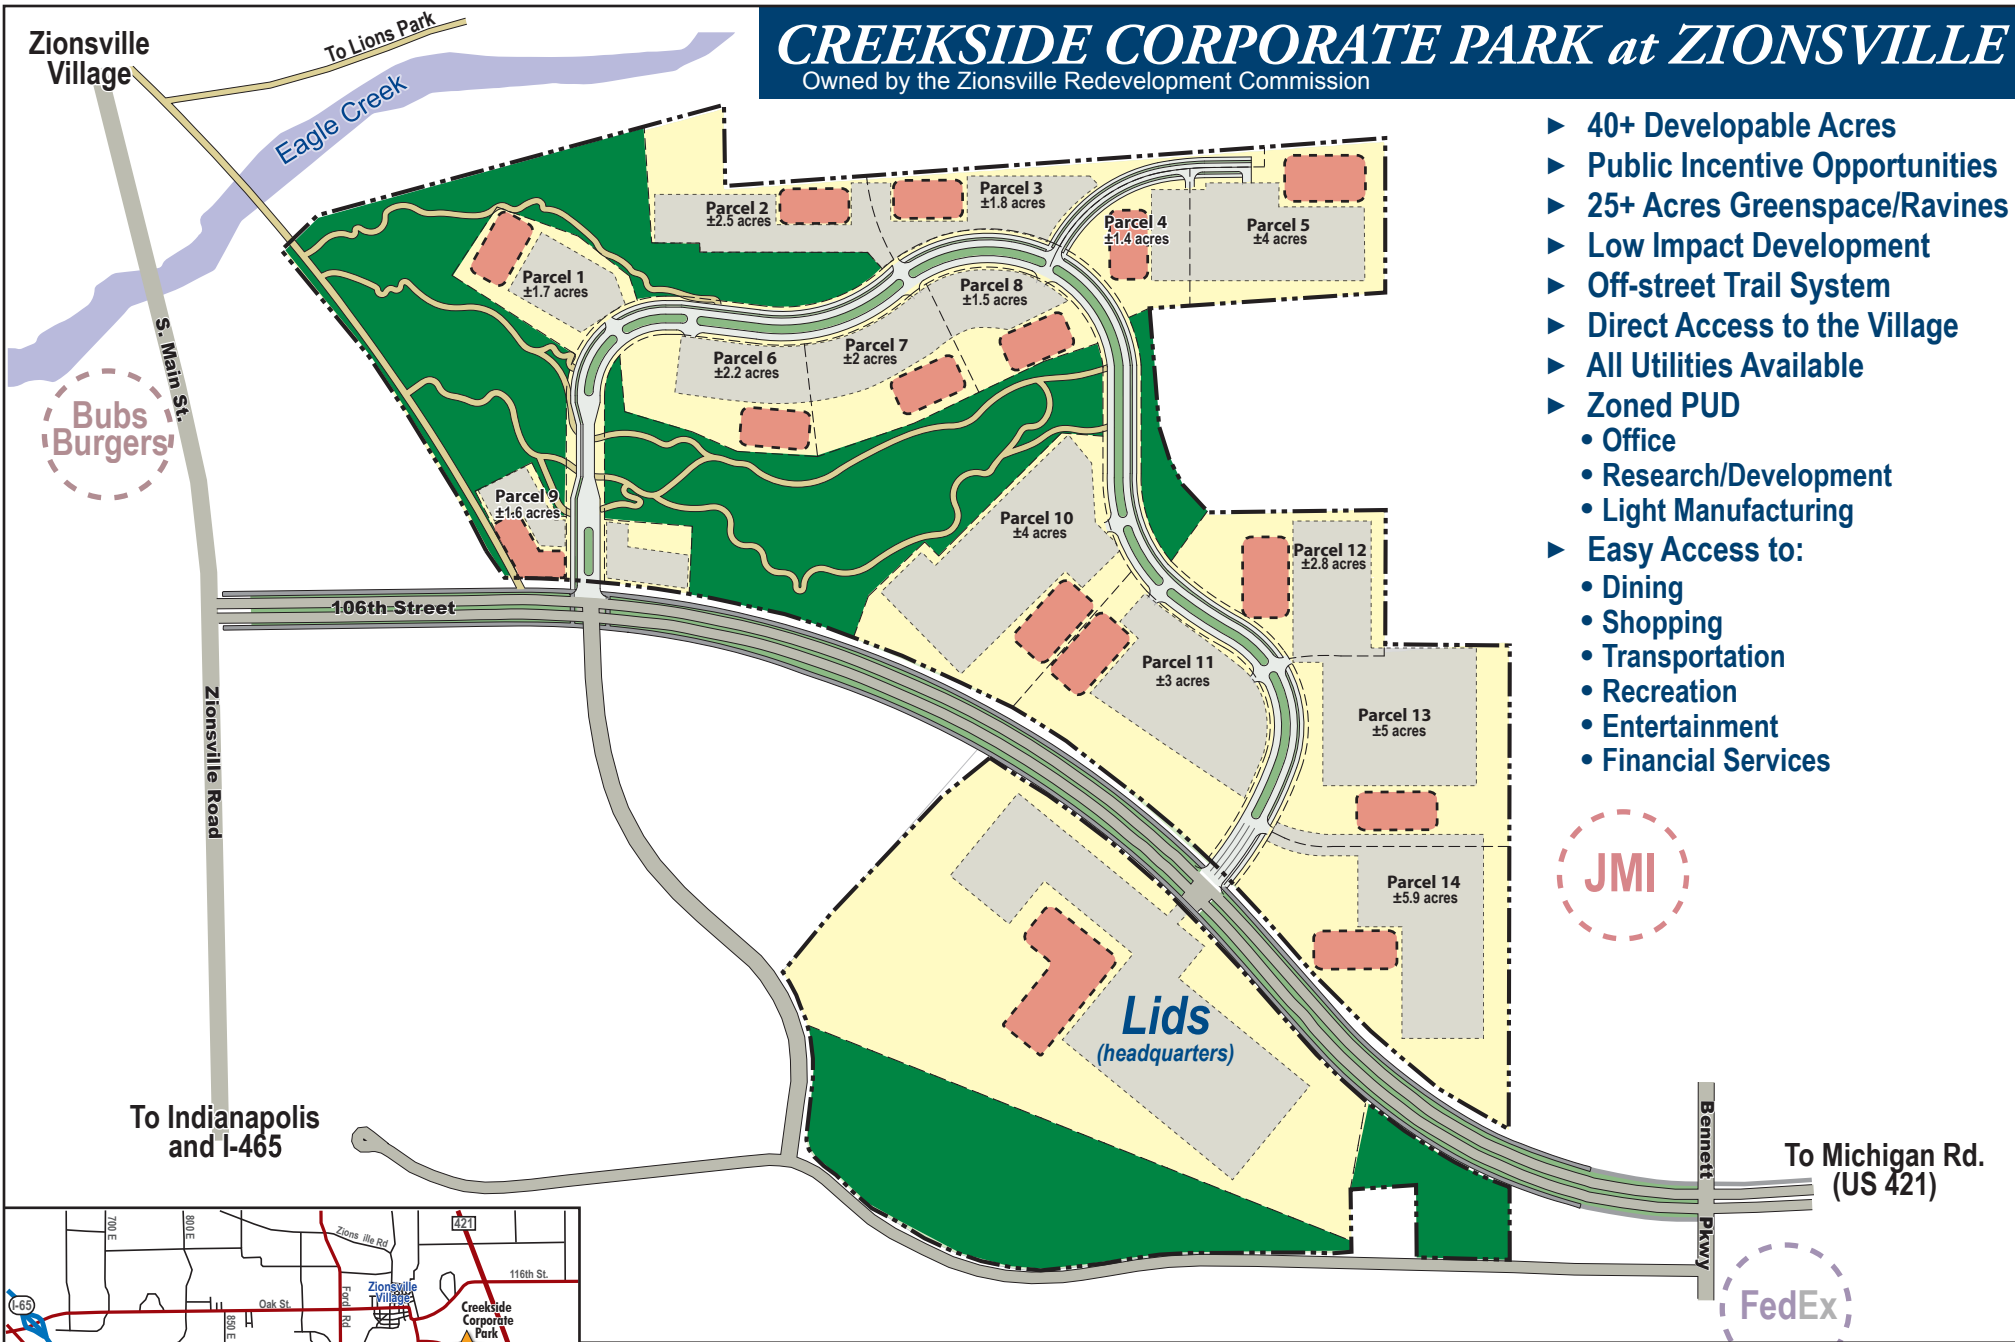 CREEKSIDE CORPORATE PARK at ZIONSVILLE
Owned by the Zionsville Redevelopment Commission
► 40+ Developable Acres
► Public Incentive Opportunities
► 25+ Acres Greenspace/Ravines
► Low Impact Development
► Off-street Trail System
► Direct Access to the Village
► All Utilities Available
► Zoned PUD
• Office
• Research/Development
• Light Manufacturing
► Easy Access to:
• Dining
• Shopping
• Transportation
• Recreation
• Entertainment
• Financial Services
Zionsville
Village
To Lions Park
Eagle Creek
S. Main St.
Bubs
Burgers
Parcel 1
±1.7 acres
Parcel 2
±2.5 acres
Parcel 3
±1.8 acres
Parcel 4
±1.4 acres
Parcel 5
±4 acres
Parcel 6
±2.2 acres
Parcel 7
±2 acres
Parcel 8
±1.5 acres
Parcel 9
±1.6 acres
Parcel 10
±4 acres
Parcel 11
±3 acres
Parcel 12
±2.8 acres
Parcel 13
±5 acres
Parcel 14
±5.9 acres
106th Street
Zionsville Road
Lids
(headquarters)
JMI
To Indianapolis
and I-465
Bennett Pkwy
To Michigan Rd.
(US 421)
FedEx
700 E
800 E
Zions ille Rd
421
116th St.
Zionsville
Village
Ford Rd
Oak St.
I-65
850 E
Creekside
Corporate
Park